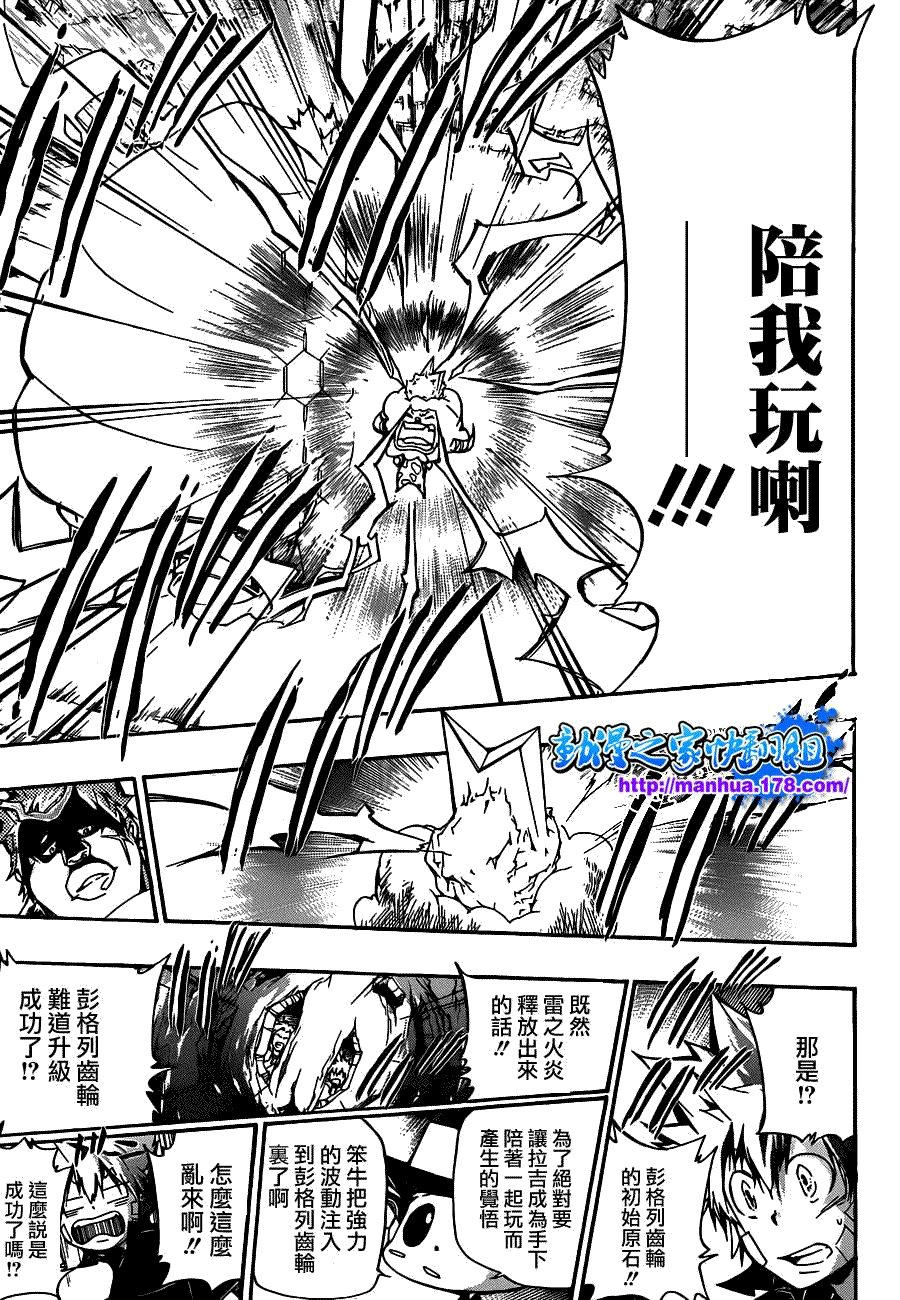 陪我玩喇
——!!!
動漫之家汉化组
http://manhua.178.com/
那是!?
彭格列齒輪
的初始原石!!
既然
雷之火炎
釋放出來
的話!!
彭格列齒輪
難道升級
成功了!?
為了絕對要
讓拉吉成為手下
陪著一起玩而
產生的覺悟
笨牛把強力
的波動注入
到彭格列齒輪
裏了啊
怎麼這麼
亂來啊!!
這麼說是
成功了嗎!?